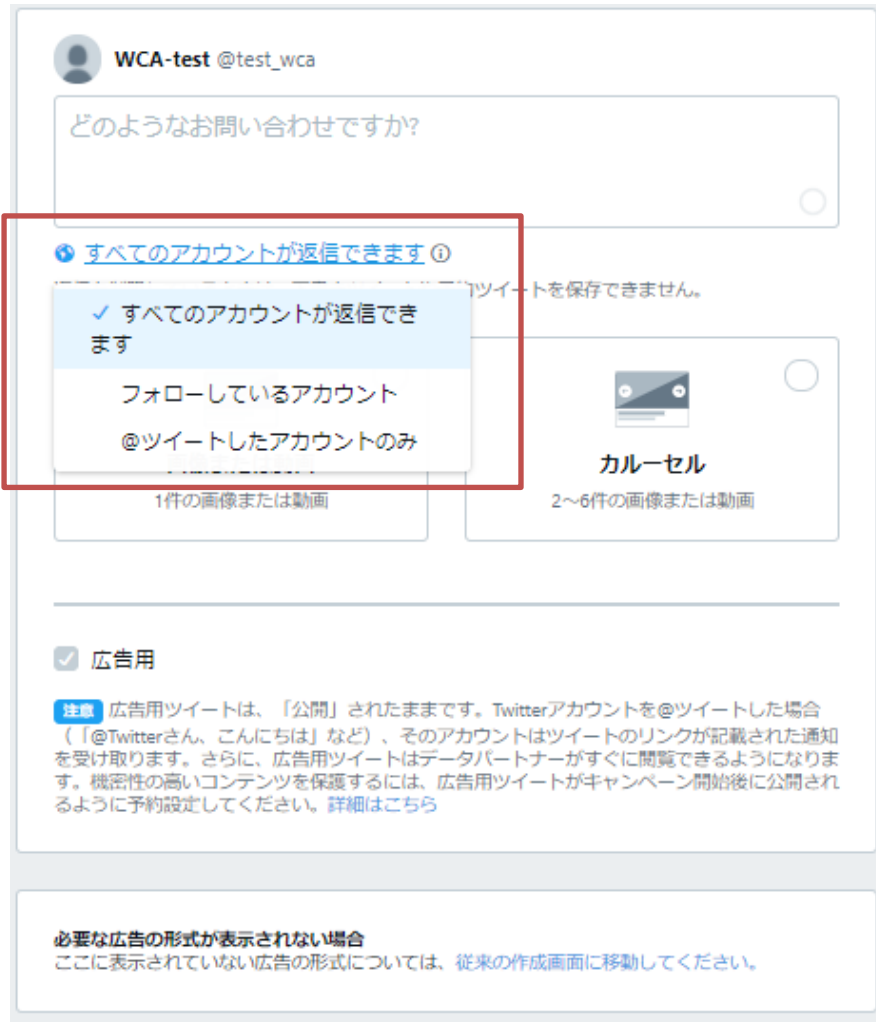 WCA-test @test_wca
どのようなお問い合わせですか?
すべてのアカウントが返信できます
ツイートを保存できません。
✓ すべてのアカウントが返信でき
ます
フォローしているアカウント
@ツイートしたアカウントのみ
1件の画像または動画
カルーセル
2〜6件の画像または動画
広告用
注意 広告用ツイートは、「公開」されたままです。Twitterアカウントを@ツイートした場合
（「@Twitterさん、こんにちは」など）、そのアカウントはツイートのリンクが記載された通知
を受け取ります。さらに、広告用ツイートはデータパートナーがすぐに閲覧できるようになりま
す。機密性の高いコンテンツを保護するには、広告用ツイートがキャンペーン開始後に公開され
るように予約設定してください。詳細はこちら
必要な広告の形式が表示されない場合
ここに表示されていない広告の形式については、従来の作成画面に移動してください。